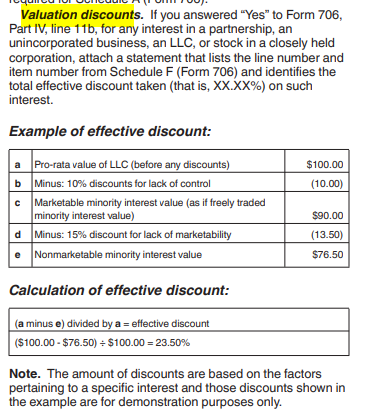 Valuation discounts. If you answered “Yes” to Form 706,
Part IV, line 11b, for any interest in a partnership, an
unincorporated business, an LLC, or stock in a closely held
corporation, attach a statement that lists the line number and
item number from Schedule F (Form 706) and identifies the
total effective discount taken (that is, XX.XX%) on such
interest.
Example of effective discount:
a Pro-rata value of LLC (before any discounts) $100.00
b Minus: 10% discounts for lack of control (10.00)
c Marketable minority interest value (as if freely traded
minority interest value) $90.00
d Minus: 15% discount for lack of marketability (13.50)
e Nonmarketable minority interest value $76.50
Calculation of effective discount:
(a minus e) divided by a = effective discount
($100.00 - $76.50) ÷ $100.00 = 23.50%
Note. The amount of discounts are based on the factors
pertaining to a specific interest and those discounts shown in
the example are for demonstration purposes only.